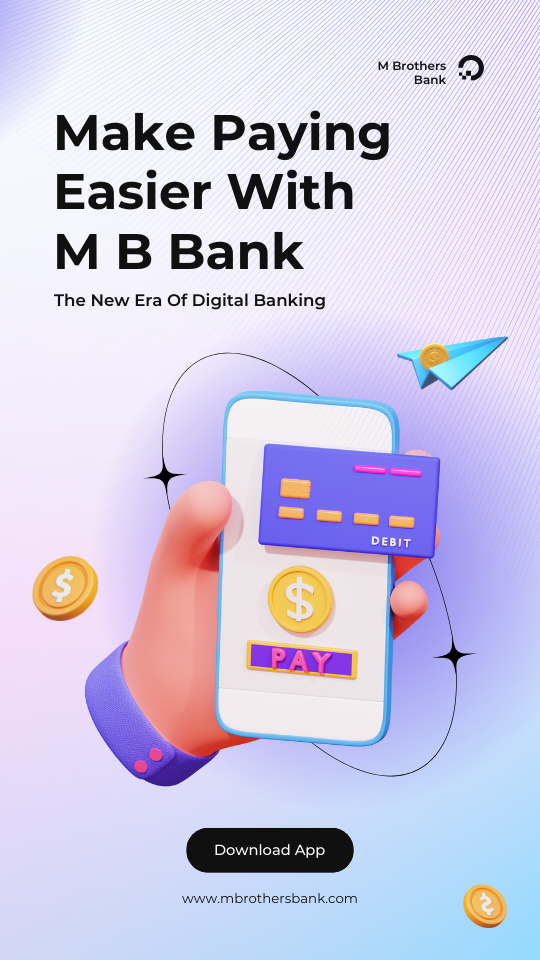 M Brothers
Bank
Make Paying
Easier With
M B Bank
The New Era Of Digital Banking
$
DEBIT
$
$
PAY
Download App
www.mbrothersbank.com
$